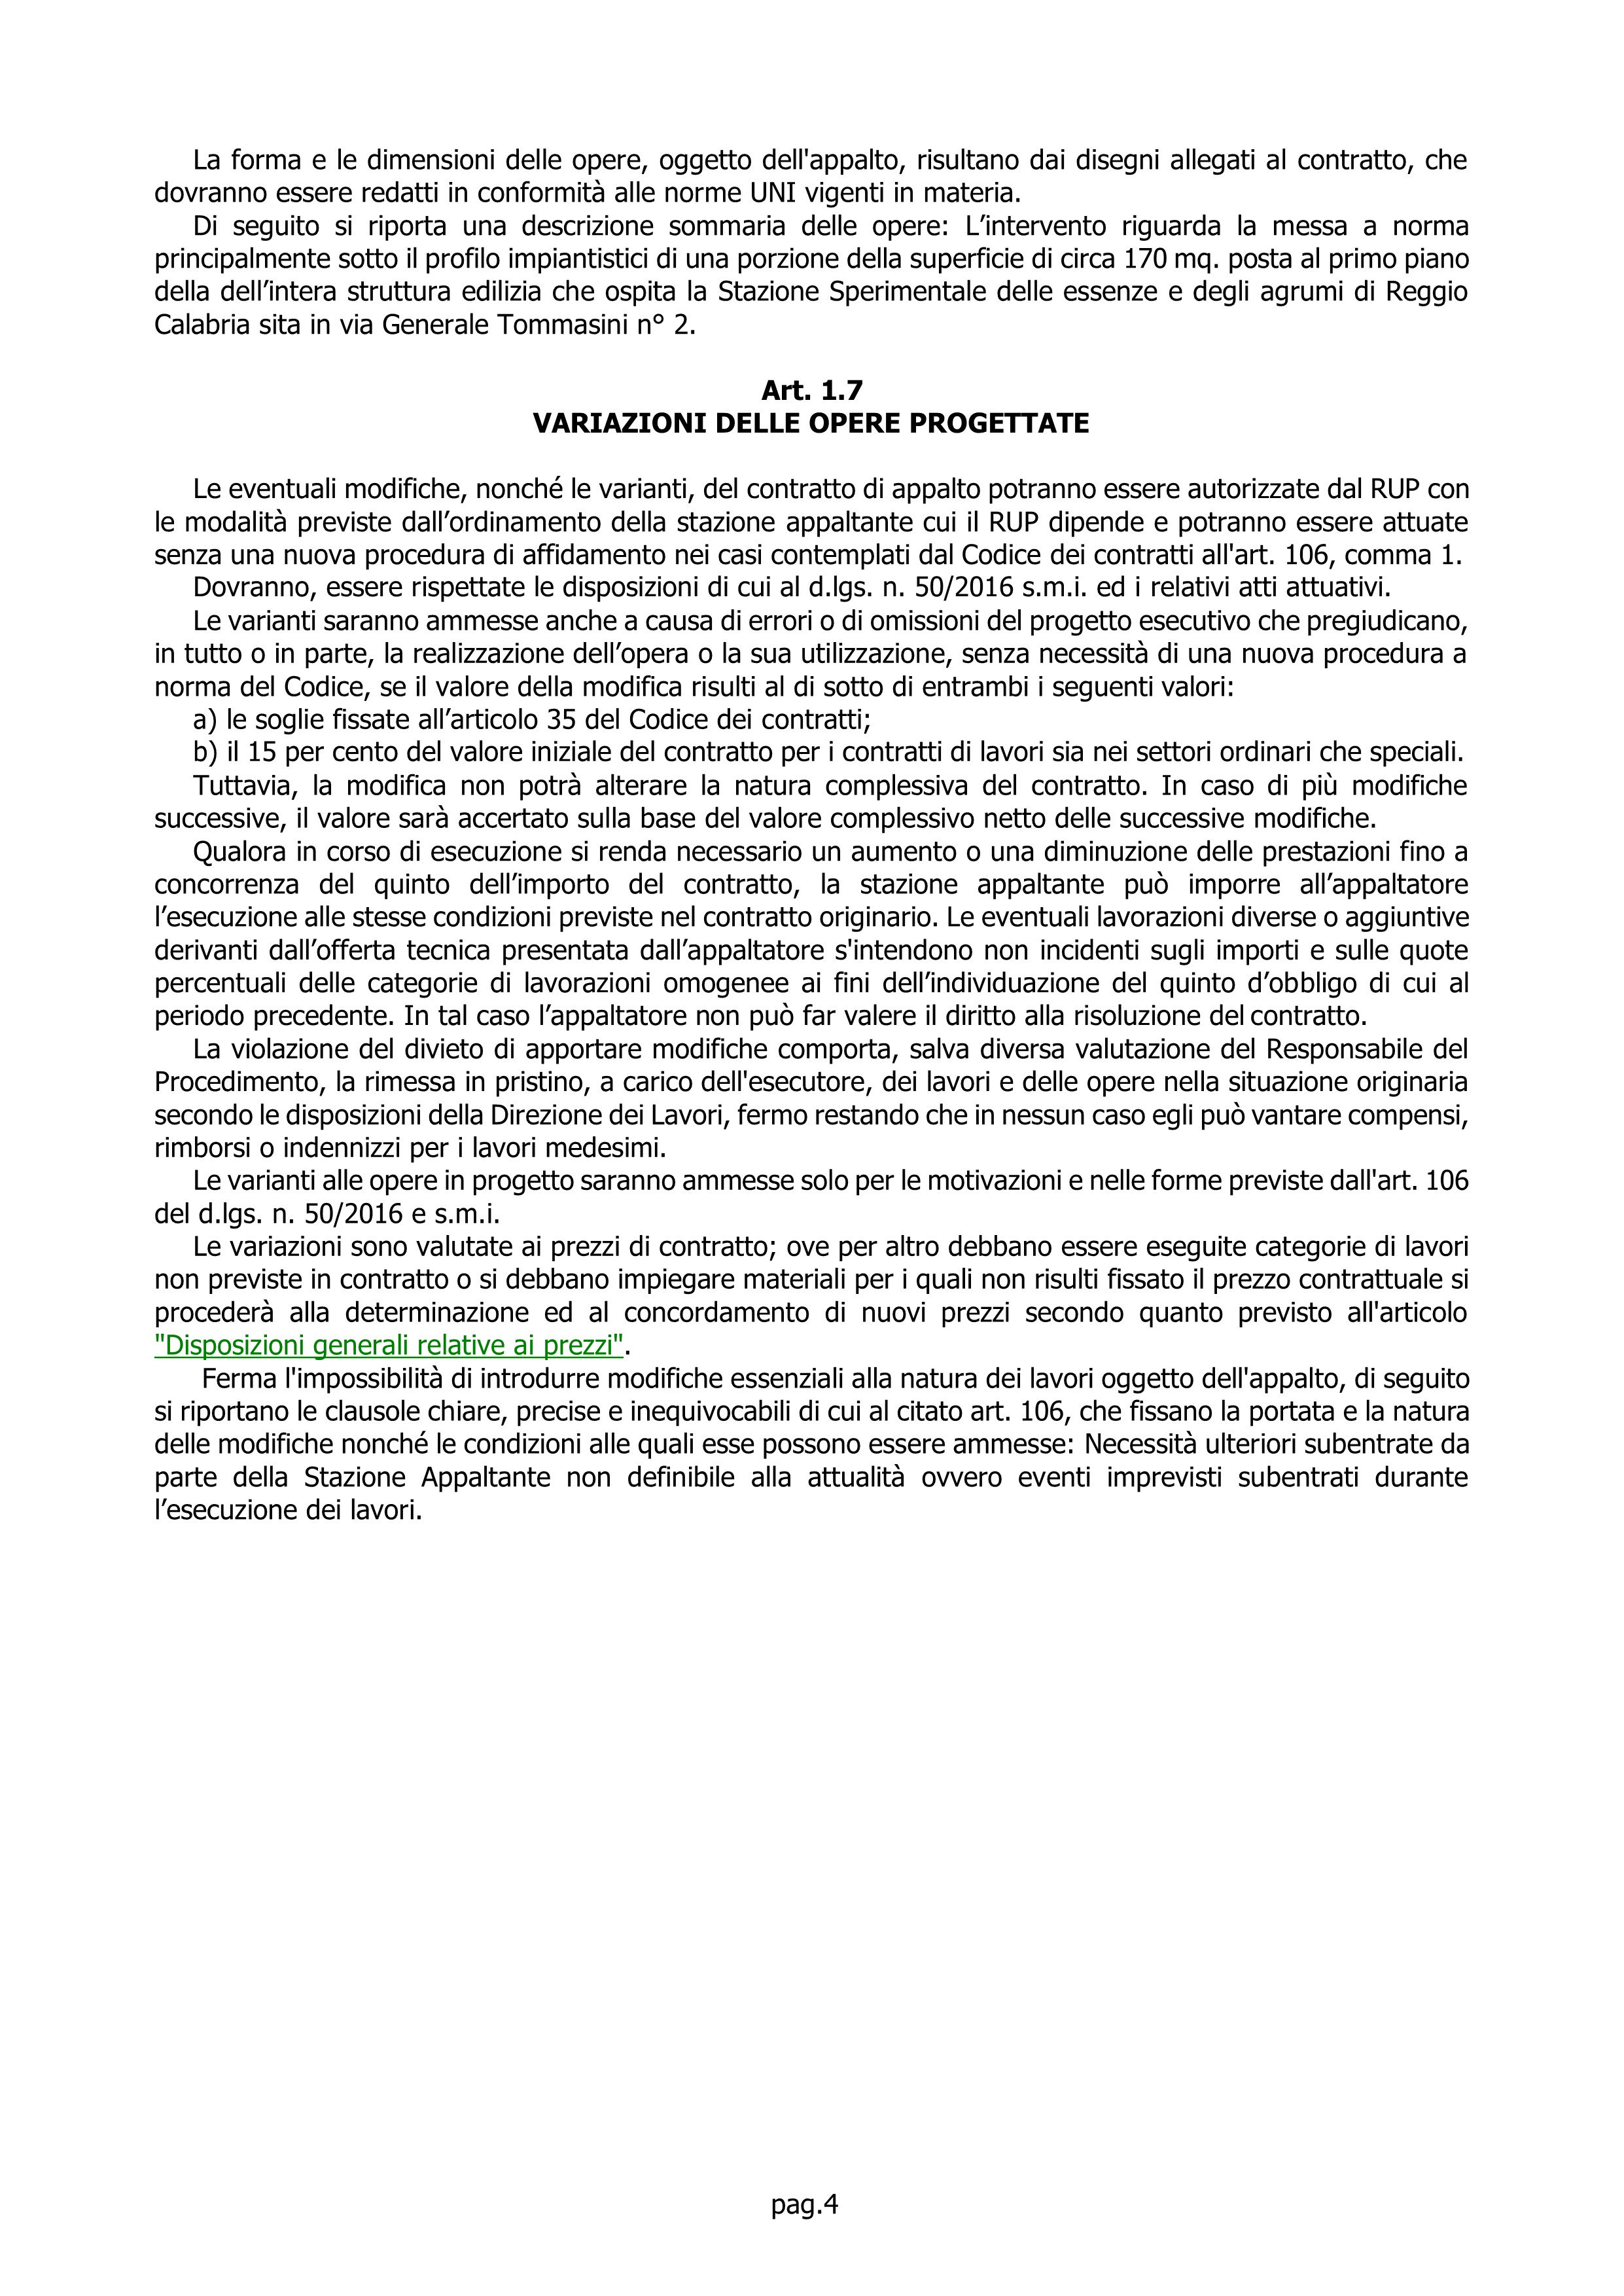 La forma e le dimensioni delle opere, oggetto dell'appalto, risultano dai disegni allegati al contratto, che
dovranno essere redatti in conformità alle norme UNI vigenti in materia.
Di seguito si riporta una descrizione sommaria delle opere: L’intervento riguarda la messa a norma
principalmente sotto il profilo impiantistici di una porzione della superficie di circa 170 mq. posta al primo piano
della dell’intera struttura edilizia che ospita la Stazione Sperimentale delle essenze e degli agrumi di Reggio
Calabria sita in via Generale Tommasini n° 2.
Art. 1.7
VARIAZIONI DELLE OPERE PROGETTATE
Le eventuali modifiche, nonché le varianti, del contratto di appalto potranno essere autorizzate dal RUP con
le modalità previste dall’ordinamento della stazione appaltante cui il RUP dipende e potranno essere attuate
senza una nuova procedura di affidamento nei casi contemplati dal Codice dei contratti all'art. 106, comma 1.
Dovranno, essere rispettate le disposizioni di cui al d.lgs. n. 50/2016 s.m.i. ed i relativi atti attuativi.
Le varianti saranno ammesse anche a causa di errori o di omissioni del progetto esecutivo che pregiudicano,
in tutto o in parte, la realizzazione dell’opera o la sua utilizzazione, senza necessità di una nuova procedura a
norma del Codice, se il valore della modifica risulti al di sotto di entrambi i seguenti valori:
a) le soglie fissate all’articolo 35 del Codice dei contratti;
b) il 15 per cento del valore iniziale del contratto per i contratti di lavori sia nei settori ordinari che speciali.
Tuttavia, la modifica non potrà alterare la natura complessiva del contratto. In caso di più modifiche
successive, il valore sarà accertato sulla base del valore complessivo netto delle successive modifiche.
Qualora in corso di esecuzione si renda necessario un aumento o una diminuzione delle prestazioni fino a
concorrenza del quinto dell’importo del contratto, la stazione appaltante può imporre all’appaltatore
l’esecuzione alle stesse condizioni previste nel contratto originario. Le eventuali lavorazioni diverse o aggiuntive
derivanti dall’offerta tecnica presentata dall’appaltatore s'intendono non incidenti sugli importi e sulle quote
percentuali delle categorie di lavorazioni omogenee ai fini dell’individuazione del quinto d’obbligo di cui al
periodo precedente. In tal caso l’appaltatore non può far valere il diritto alla risoluzione del contratto.
La violazione del divieto di apportare modifiche comporta, salva diversa valutazione del Responsabile del
Procedimento, la rimessa in pristino, a carico dell'esecutore, dei lavori e delle opere nella situazione originaria
secondo le disposizioni della Direzione dei Lavori, fermo restando che in nessun caso egli può vantare compensi,
rimborsi o indennizzi per i lavori medesimi.
Le varianti alle opere in progetto saranno ammesse solo per le motivazioni e nelle forme previste dall'art. 106
del d.lgs. n. 50/2016 e s.m.i.
Le variazioni sono valutate ai prezzi di contratto; ove per altro debbano essere eseguite categorie di lavori
non previste in contratto o si debbano impiegare materiali per i quali non risulti fissato il prezzo contrattuale si
procederà alla determinazione ed al concordamento di nuovi prezzi secondo quanto previsto all'articolo
"Disposizioni generali relative ai prezzi".
Ferma l'impossibilità di introdurre modifiche essenziali alla natura dei lavori oggetto dell'appalto, di seguito
si riportano le clausole chiare, precise e inequivocabili di cui al citato art. 106, che fissano la portata e la natura
delle modifiche nonché le condizioni alle quali esse possono essere ammesse: Necessità ulteriori subentrate da
parte della Stazione Appaltante non definibile alla attualità ovvero eventi imprevisti subentrati durante
l’esecuzione dei lavori.
pag.4